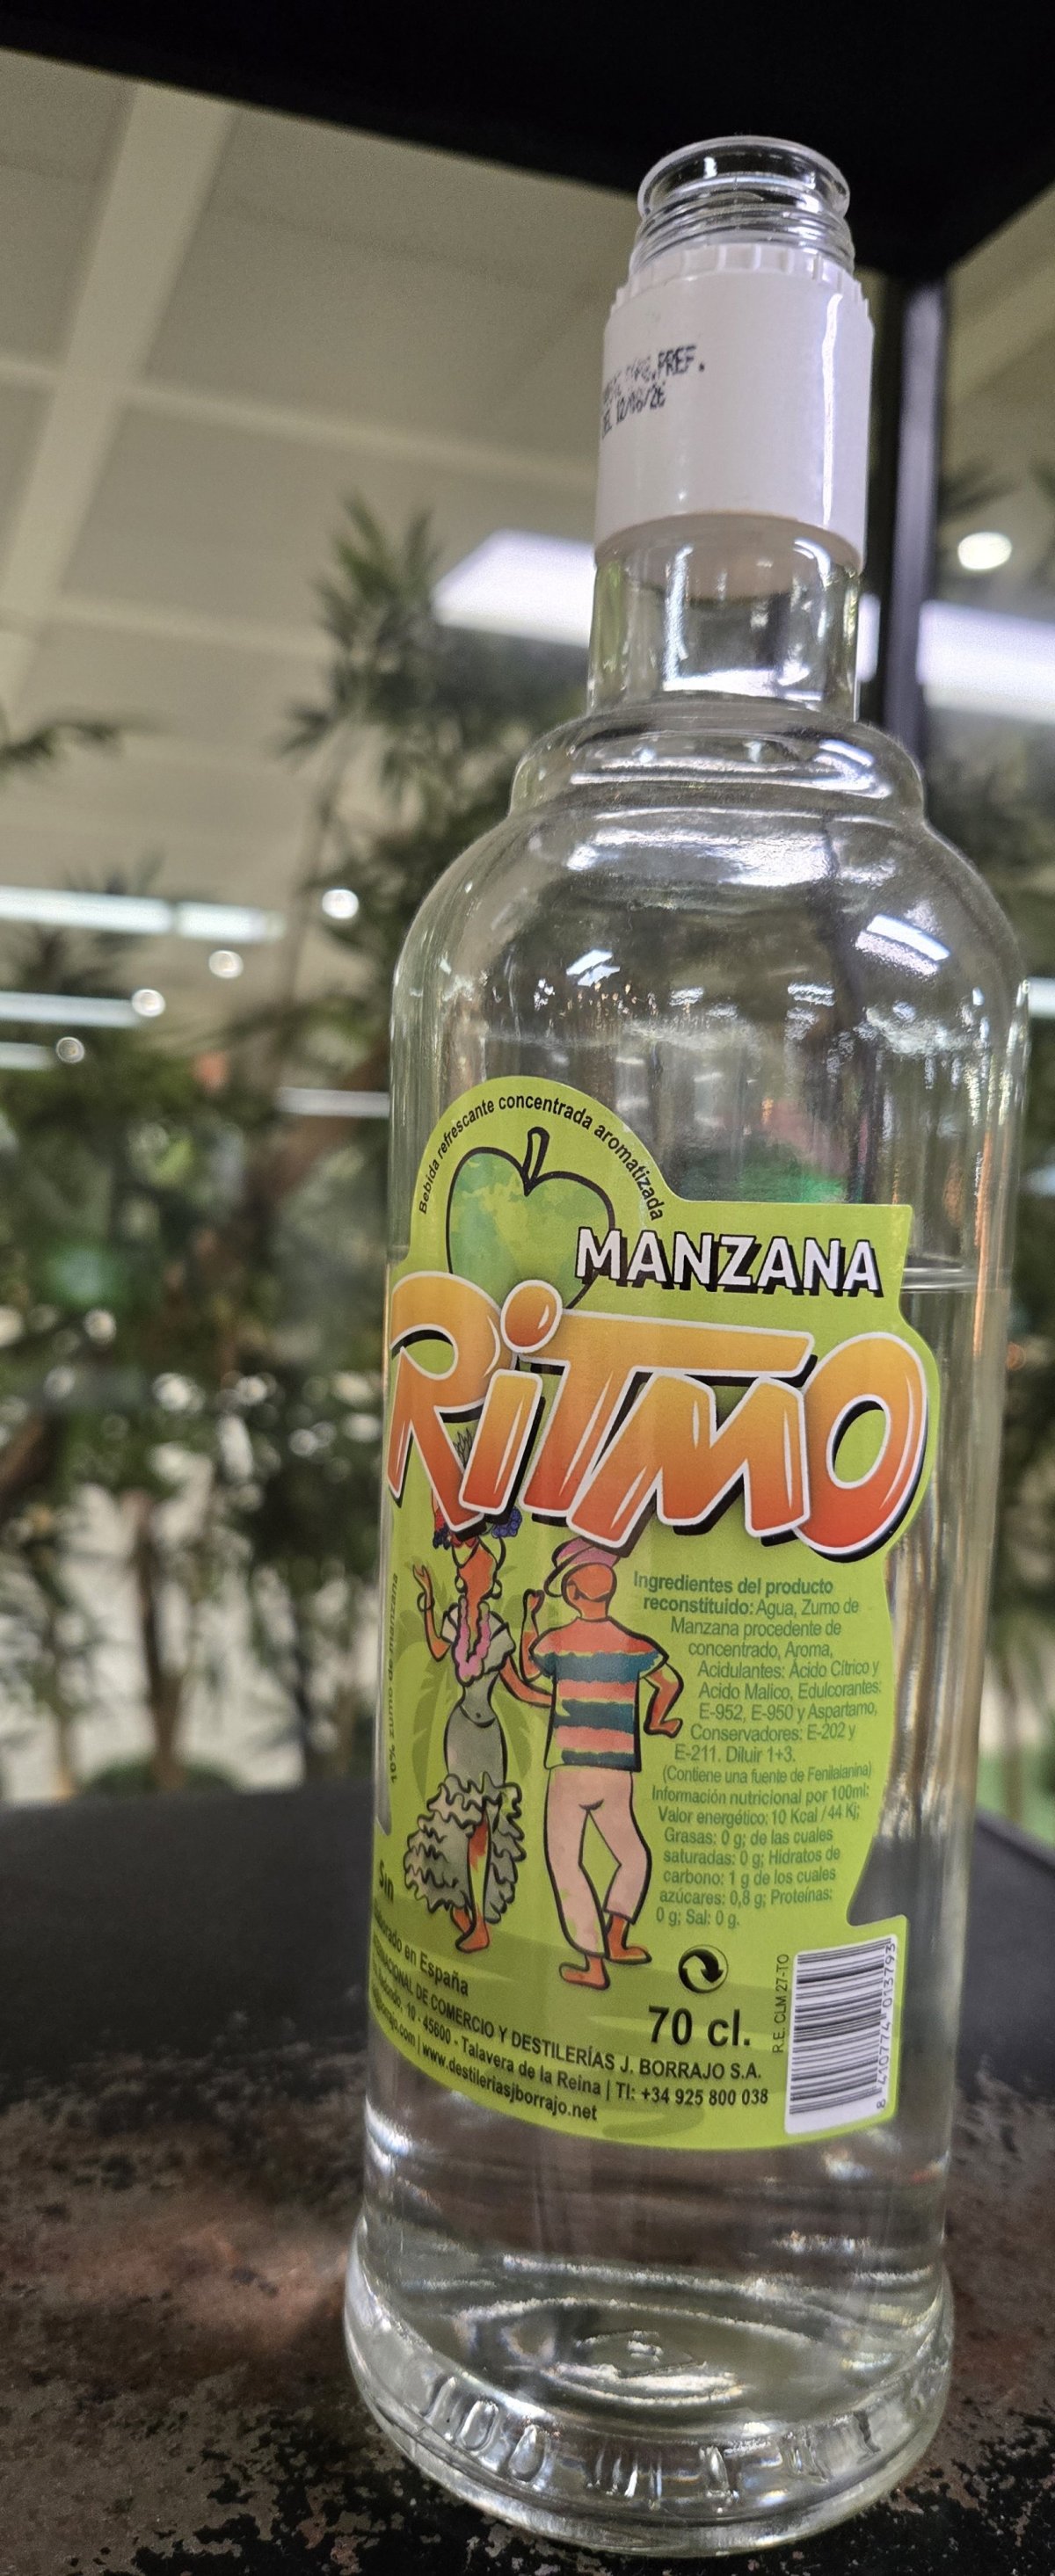 PREF.
12/06/26
Bebida refrescante concentrada aromatizada
MANZANA
RiTMO
10% zumo de manzana
Ingredientes del producto
reconstituido: Agua, Zumo de
Manzana procedente de
concentrado, Aroma,
Acidulantes: Ácido Cítrico y
Acido Malico, Edulcorantes:
E-952, E-950 y Aspartamo,
Conservadores: E-202 y
E-211. Diluir 1+3.
(Contiene una fuente de Fenilalanina)
Información nutricional por 100ml:
Valor energético: 10 Kcal / 44 Kj;
Grasas: 0 g; de las cuales
saturadas: 0 g; Hidratos de
carbono: 1 g de los cuales
azúcares: 0,8 g; Proteínas:
0 g; Sal: 0 g.
Sin
en España
DE COMERCIO Y DESTILERÍAS J. BORRAJO S.A.
10 - 45600 - Talavera de la Reina | Tl: +34 925 800 038
| www.destileriasjborrajo.net
70 cl.
R.E. CLM 27-TO
8 410774 013793